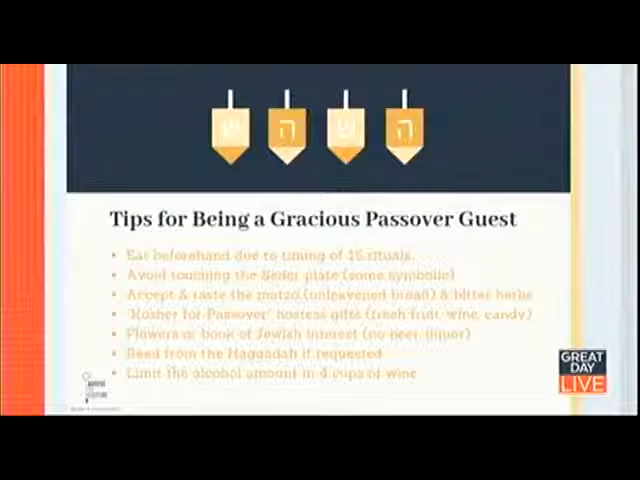 ש ה ש ה
Tips for Being a Gracious Passover Guest
• Eat beforehand due to timing of 15 rituals
• Avoid touching the Seder plate (some symbolic)
• Accept & taste the matzo (unleavened bread) & bitter herbs
• "Kosher for Passover" hostess gifts (fresh fruit, wine, candy)
• Flowers or book of Jewish interest (no beer, liquor)
• Read from the Haggadah if requested
• Limit the alcohol amount in 4 cups of wine
GREAT
DAY
LIVE